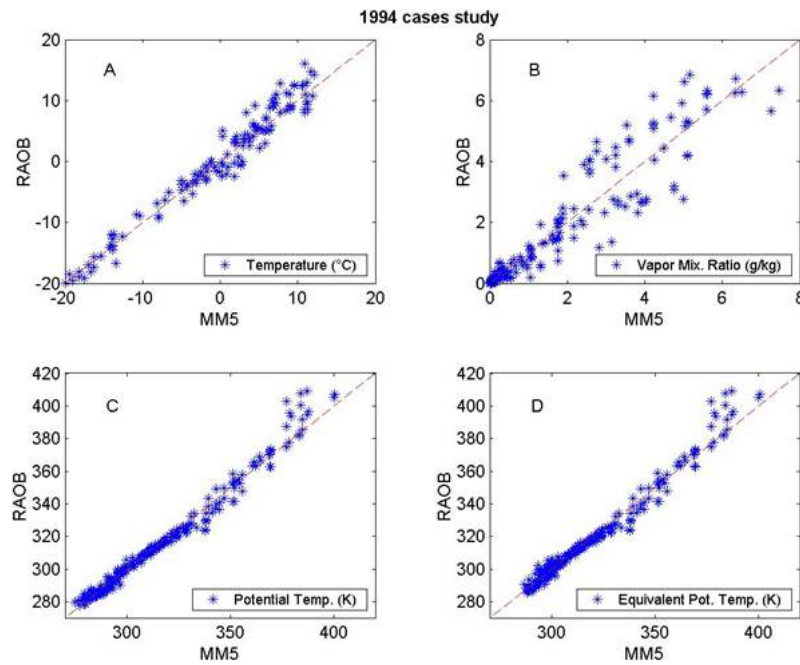 1994 cases study
20
10
0
-10
-20
RAOB
A
Temperature (°C)
-20 -10 0 10 20
MM5
8
6
4
2
0
RAOB
B
Vapor Mix. Ratio (g/kg)
0 2 4 6 8
MM5
420
400
380
360
340
320
300
280
RAOB
C
Potential Temp. (K)
300 350 400
MM5
420
400
380
360
340
320
300
280
RAOB
D
Equivalent Pot. Temp. (K)
300 350 400
MM5